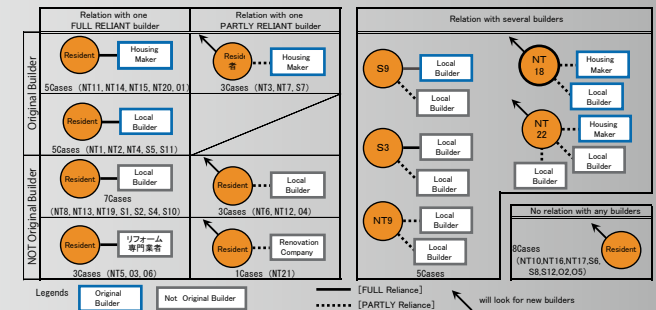 Relation with one
FULL RELIANT builder
Relation with one
PARTLY RELIANT builder
Relation with several builders
Original Builder
NOT Original Builder
Resident
Housing
Maker
5Cases (NT11, NT14, NT15, NT20, O1)
Resident
Local
Builder
5Cases (NT1, NT2, NT4, S5, S11)
Resident
Local
Builder
7Cases
(NT8, NT13, NT19, S1, S2, S4, S10)
Resident
リフォーム
専門業者
3Cases (NT5, O3, O6)
Reside
者
Housing
Maker
3Cases (NT3, NT7, S7)
Resident
Local
Builder
3Cases (NT6, NT12, O4)
Resident
Renovation
Company
1Cases (NT21)
S9
Local
Builder
Local
Builder
S3
Local
Builder
Local
Builder
NT9
Local
Builder
Local
Builder
5Cases
NT
18
Housing
Maker
Local
Builder
NT
22
Housing
Maker
Local
Builder
Local
Builder
No relation with any builders
8Cases
(NT10,NT16,NT17,S6,
S8,S12,O2,O5)
Resident
Legends
Original
Builder
Not Original Builder
[FULL Reliance]
[PARTLY Reliance]
will look for new builders